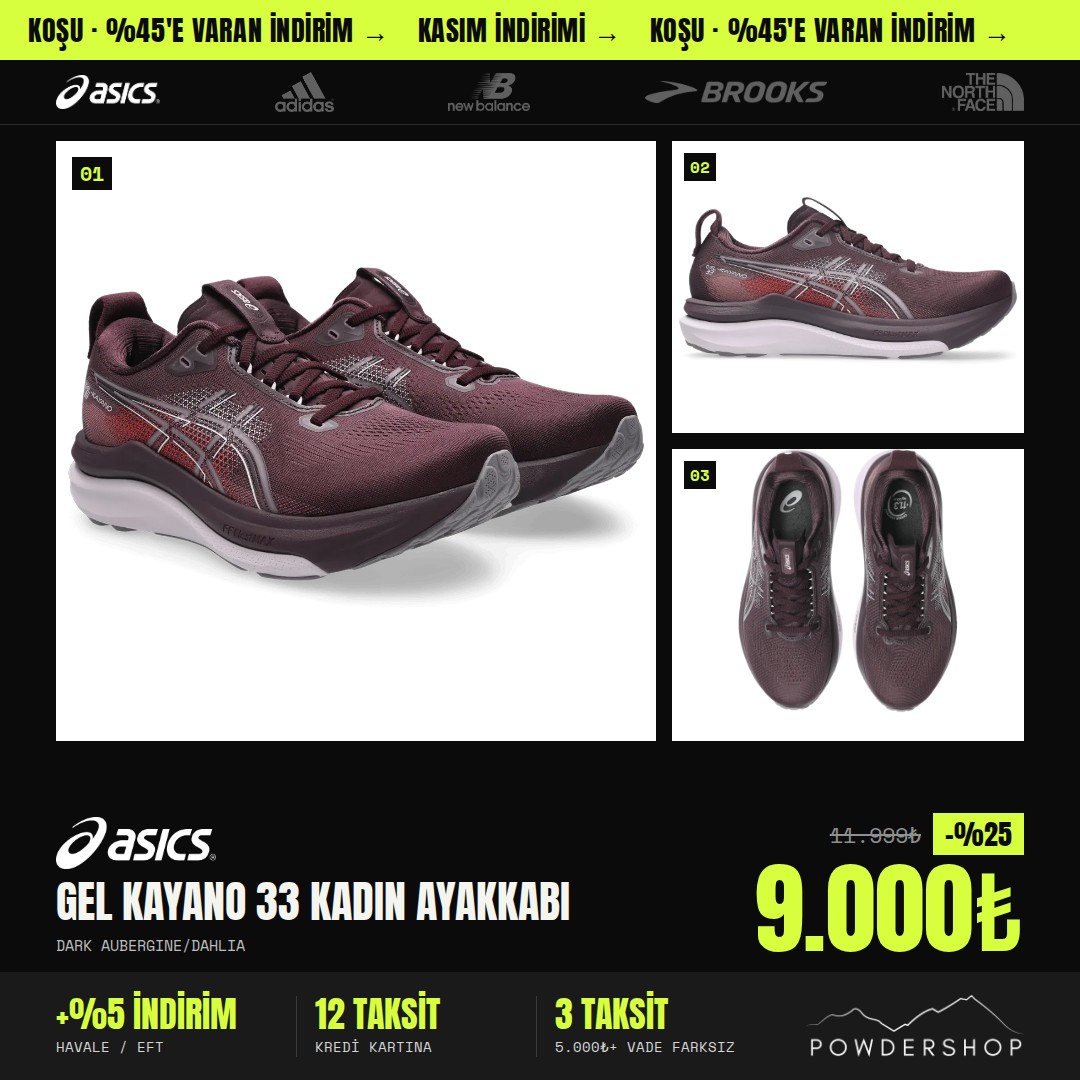 KOŞU · %45'E VARAN İNDİRİM → KASIM İNDİRİMİ → KOŞU · %45'E VARAN İNDİRİM →
asics adidas new balance BROOKS THE NORTH FACE
01
02
03
asics
11.999₺ -%25
GEL KAYANO 33 KADIN AYAKKABI
9.000₺
DARK AUBERGINE/DAHLIA
+%5 İNDİRİM
HAVALE / EFT
12 TAKSİT
KREDİ KARTINA
3 TAKSİT
5.000₺+ VADE FARKSIZ
POWDERSHOP